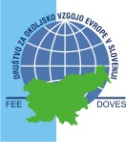 DRUŠTVO ZA OKOLJSKO VZGOJO EVROPE V SLOVENIJI
FEE DOVES